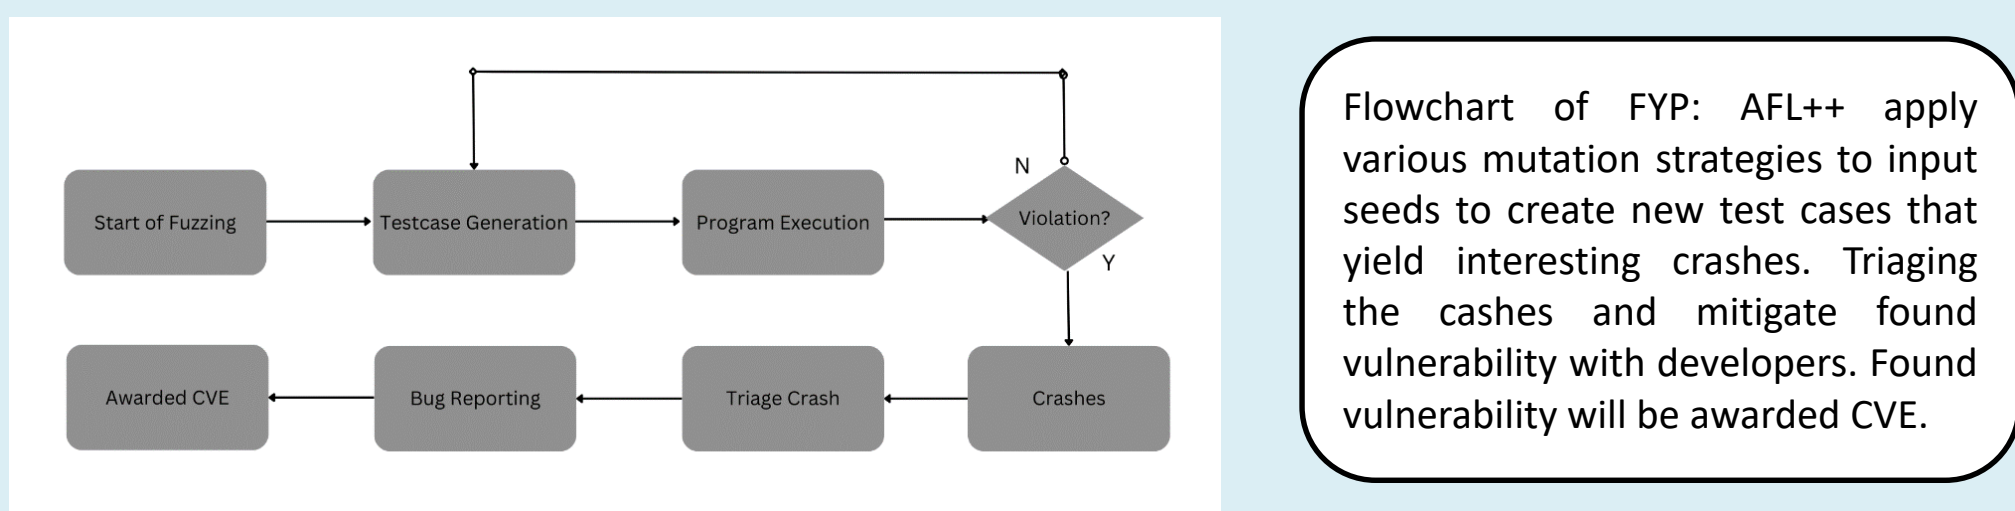 N
Start of Fuzzing
Testcase Generation
Program Execution
Violation?
Y
Awarded CVE
Bug Reporting
Triage Crash
Crashes
Flowchart of FYP: AFL++ apply
various mutation strategies to input
seeds to create new test cases that
yield interesting crashes. Triaging
the cashes and mitigate found
vulnerability with developers. Found
vulnerability will be awarded CVE.